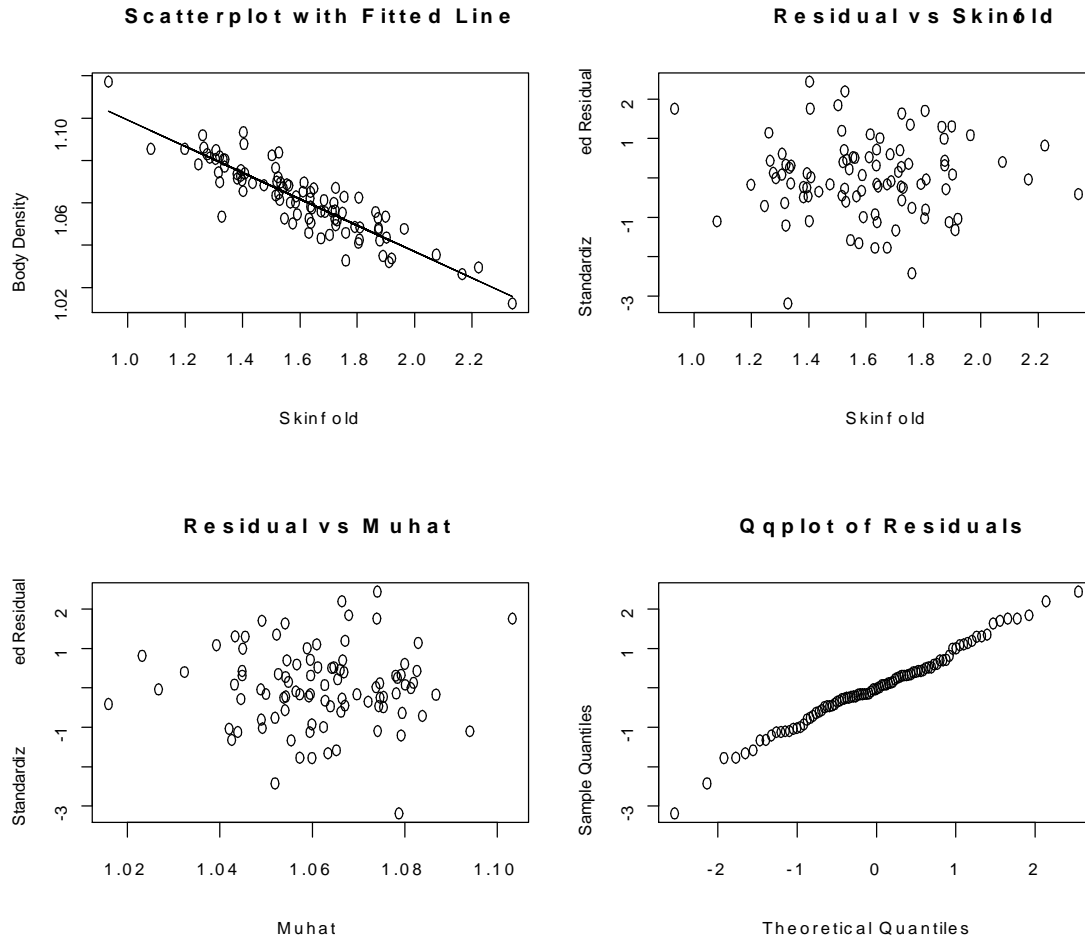 Scatterplot with Fitted Line
Body Density
1.02 1.06 1.10
1.0 1.2 1.4 1.6 1.8 2.0 2.2
Skinfold
Residual vs Skinfold
Standardized Residual
-3 -1 1 2
1.0 1.2 1.4 1.6 1.8 2.0 2.2
Skinfold
Residual vs Muhat
Standardized Residual
-3 -1 1 2
1.02 1.04 1.06 1.08 1.10
Muhat
Qqplot of Residuals
Sample Quantiles
-3 -1 1 2
-2 -1 0 1 2
Theoretical Quantiles